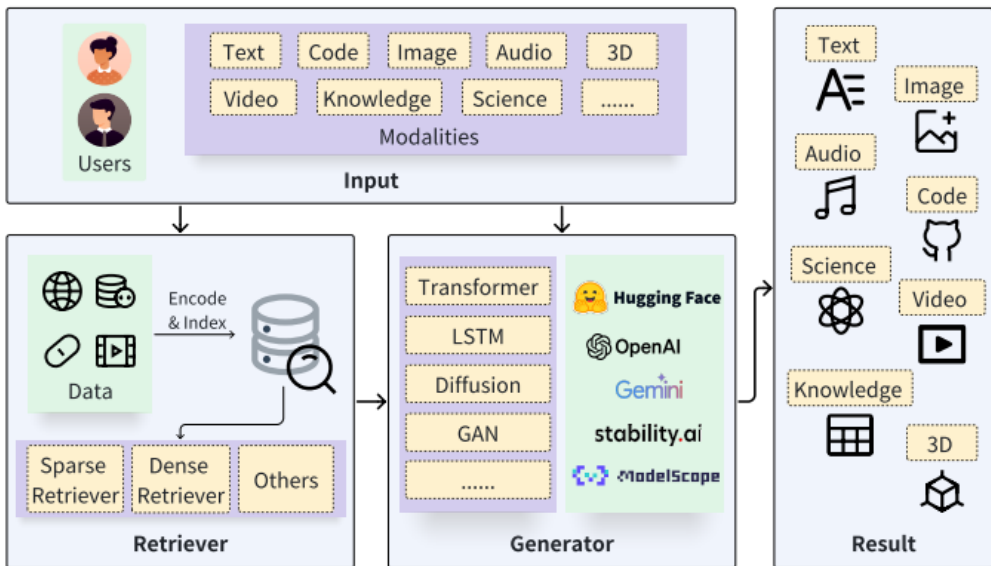 Text Code Image Audio 3D
Video Knowledge Science ......
Users
Modalities
Input
Encode
& Index
Data
Sparse
Retriever
Dense
Retriever
Others
Retriever
Transformer
LSTM
Diffusion
GAN
......
Hugging Face
OpenAI
Gemini
stability.ai
ModelScope
Generator
Text
Image
Audio
Code
Science
Video
Knowledge
3D
Result